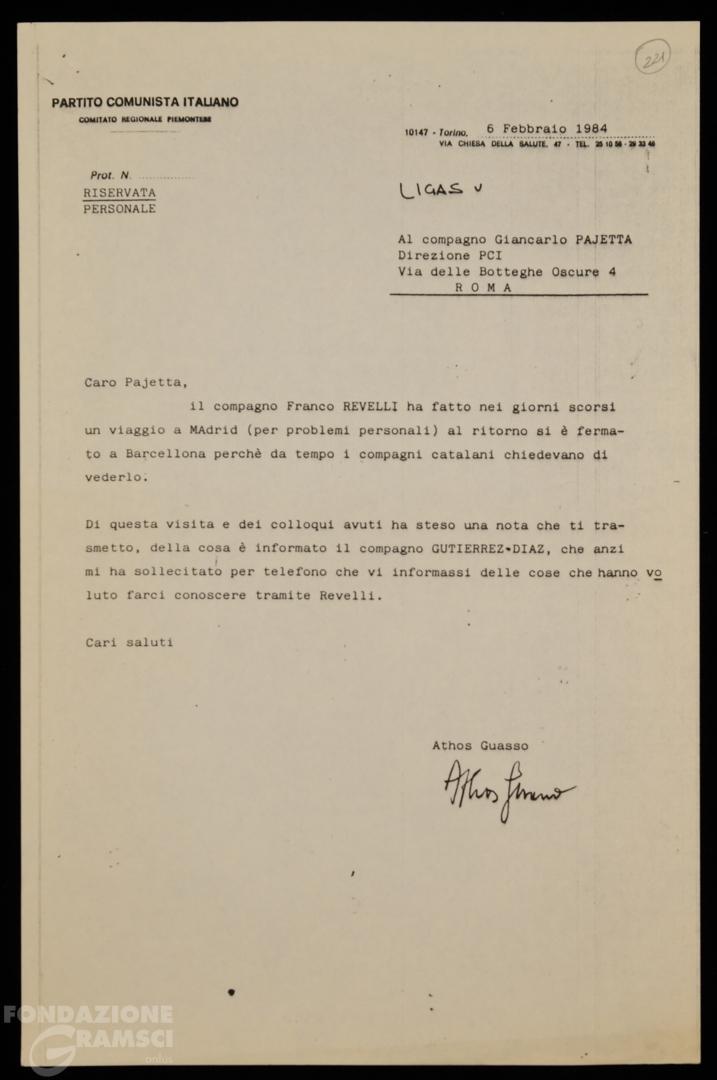 221
PARTITO COMUNISTA ITALIANO
COMITATO REGIONALE PIEMONTESE
10147 - Torino, 6 Febbraio 1984
VIA CHIESA DELLA SALUTE, 47 - TEL. 25 10 56 - 29 33 46
Prot. N. ................
RISERVATA
PERSONALE
LIGAS
Al compagno Giancarlo PAJETTA
Direzione PCI
Via delle Botteghe Oscure 4
R O M A
Caro Pajetta,
il compagno Franco REVELLI ha fatto nei giorni scorsi
un viaggio a MAdrid (per problemi personali) al ritorno si è ferma-
to a Barcellona perchè da tempo i compagni catalani chiedevano di
vederlo.
Di questa visita e dei colloqui avuti ha steso una nota che ti tra-
smetto, della cosa è informato il compagno GUTIERREZ-DIAZ, che anzi
mi ha sollecitato per telefono che vi informassi delle cose che hanno vo
luto farci conoscere tramite Revelli.
Cari saluti
Athos Guasso
Athos Guasso
FONDAZIONE
GRAMSCI
onlus